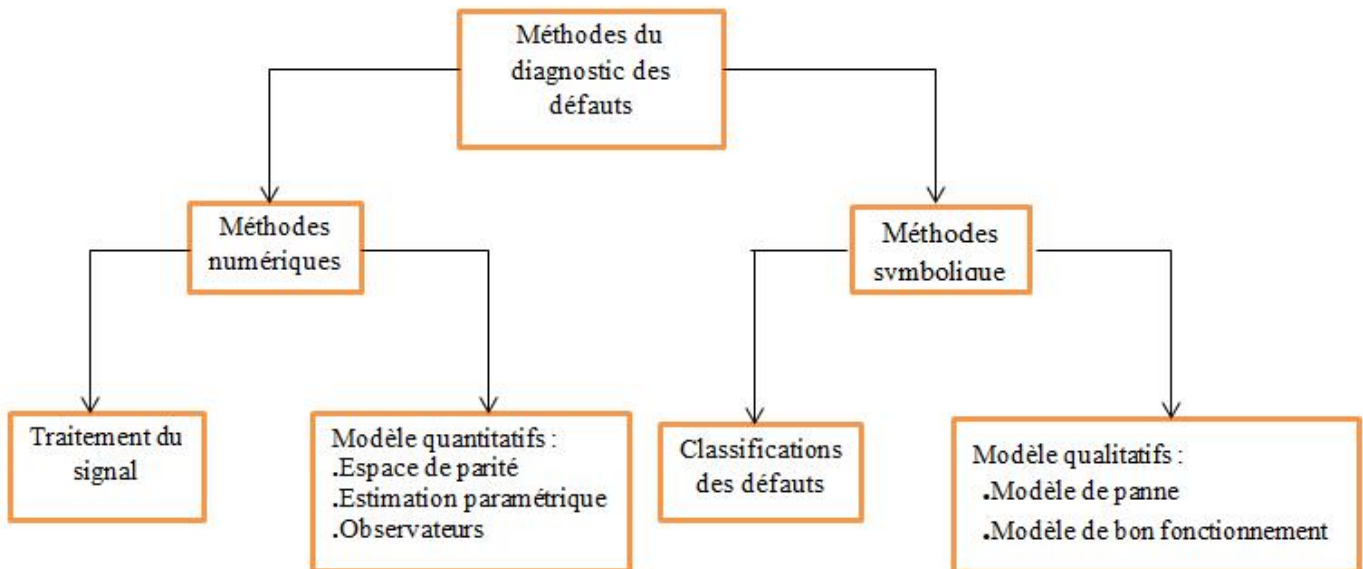 Méthodes du
diagnostic des
défauts
Méthodes
numériques
Méthodes
symbolique
Traitement du
signal
Modèle quantitatifs :
.Espace de parité
.Estimation paramétrique
.Observateurs
Classifications
des défauts
Modèle qualitatifs :
.Modèle de panne
.Modèle de bon fonctionnement